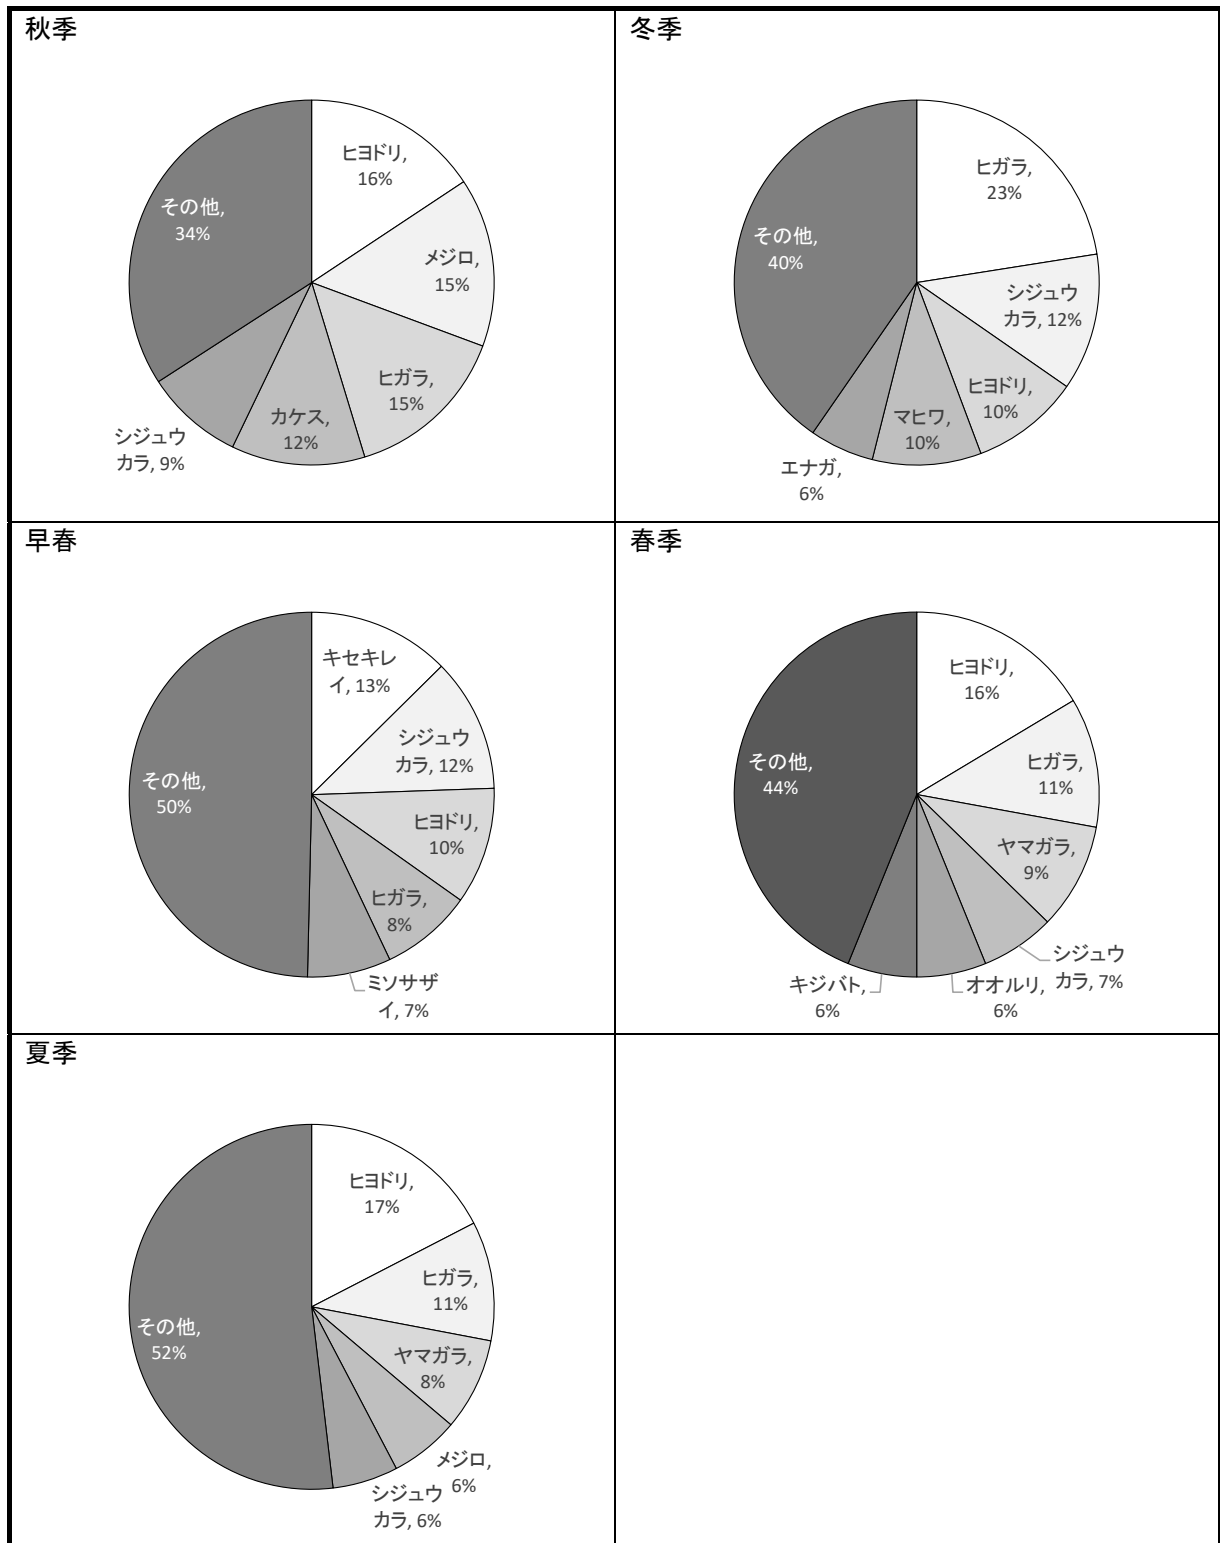 秋季
ヒヨドリ,
16%
メジロ,
15%
ヒガラ,
15%
カケス,
12%
シジュウ
カラ, 9%
その他,
34%
冬季
ヒガラ,
23%
シジュウ
カラ, 12%
ヒヨドリ,
10%
マヒワ,
10%
エナガ,
6%
その他,
40%
早春
キセキレ
イ, 13%
シジュウ
カラ, 12%
ヒヨドリ,
10%
ヒガラ,
8%
ミソサザ
イ, 7%
その他,
50%
春季
ヒヨドリ,
16%
ヒガラ,
11%
ヤマガラ,
9%
シジュウ
カラ, 7%
オオルリ,
6%
キジバト,
6%
その他,
44%
夏季
ヒヨドリ,
17%
ヒガラ,
11%
ヤマガラ,
8%
メジロ,
6%
シジュウ
カラ, 6%
その他,
52%